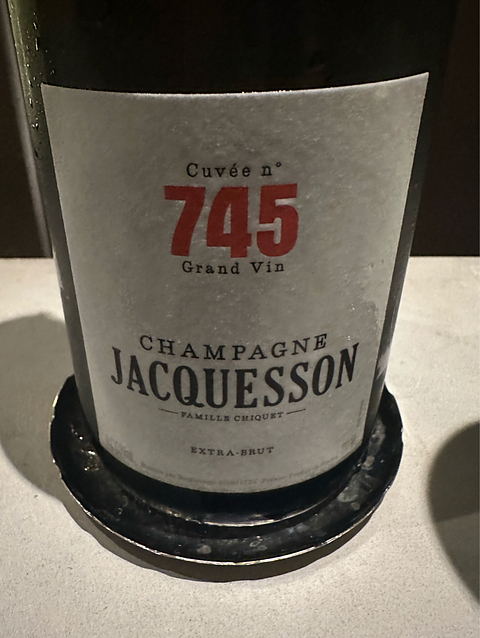 Cuvée n°
745
Grand Vin
CHAMPAGNE
JACQUESSON
FAMILLE CHIQUET
EXTRA-BRUT